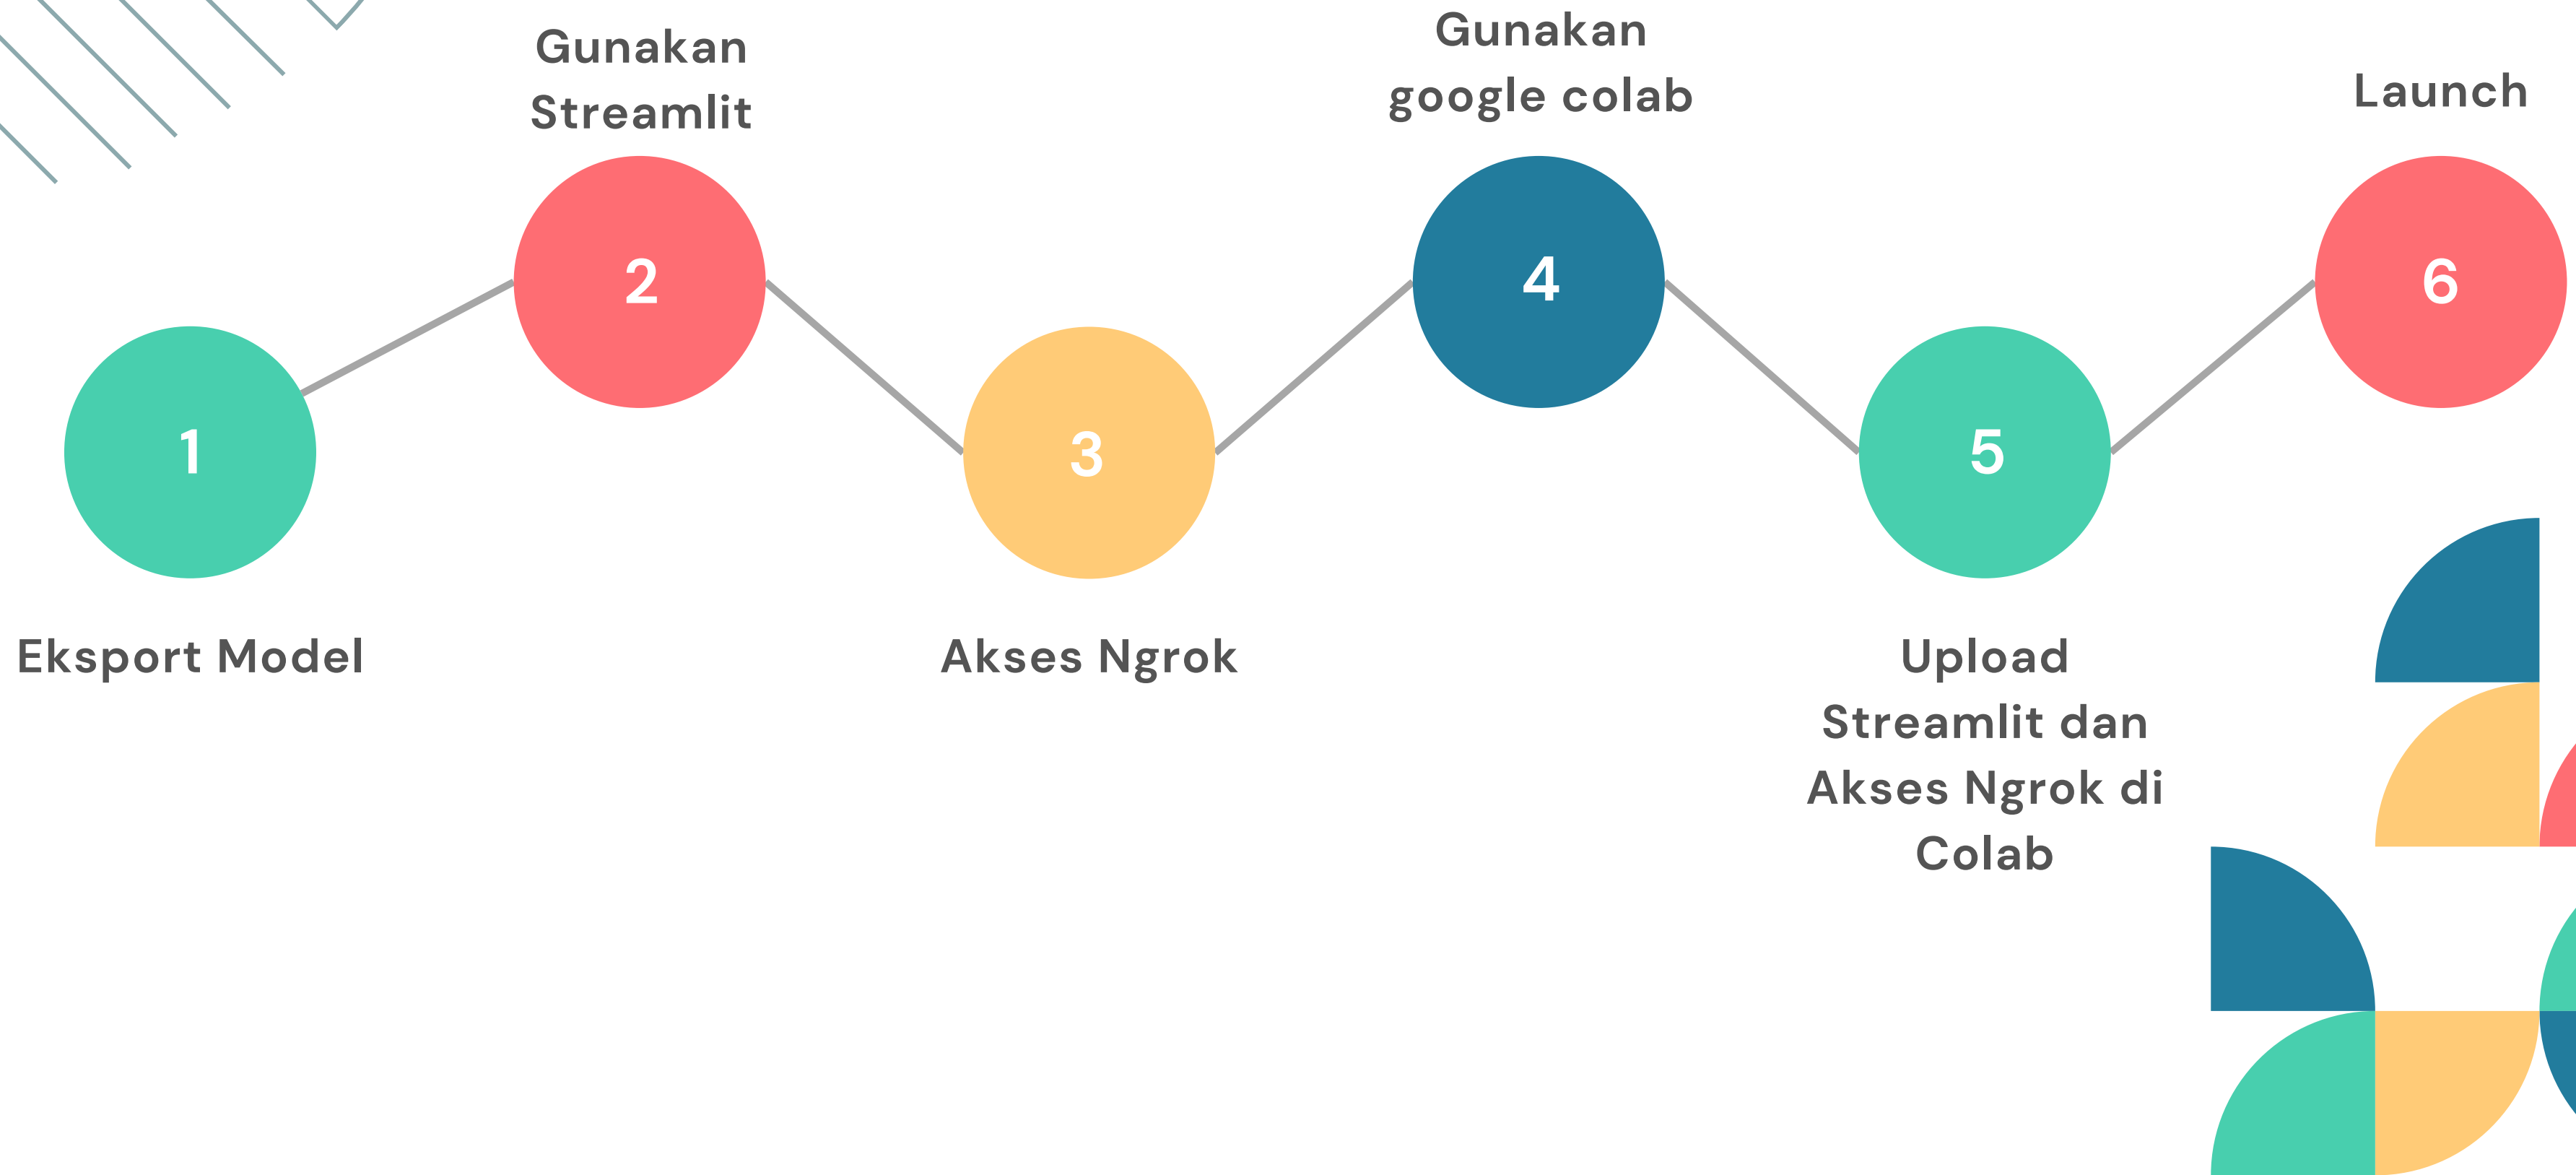 1
Eksport Model
2
Gunakan
Streamlit
3
Akses Ngrok
4
Gunakan
google colab
5
Upload
Streamlit dan
Akses Ngrok di
Colab
6
Launch